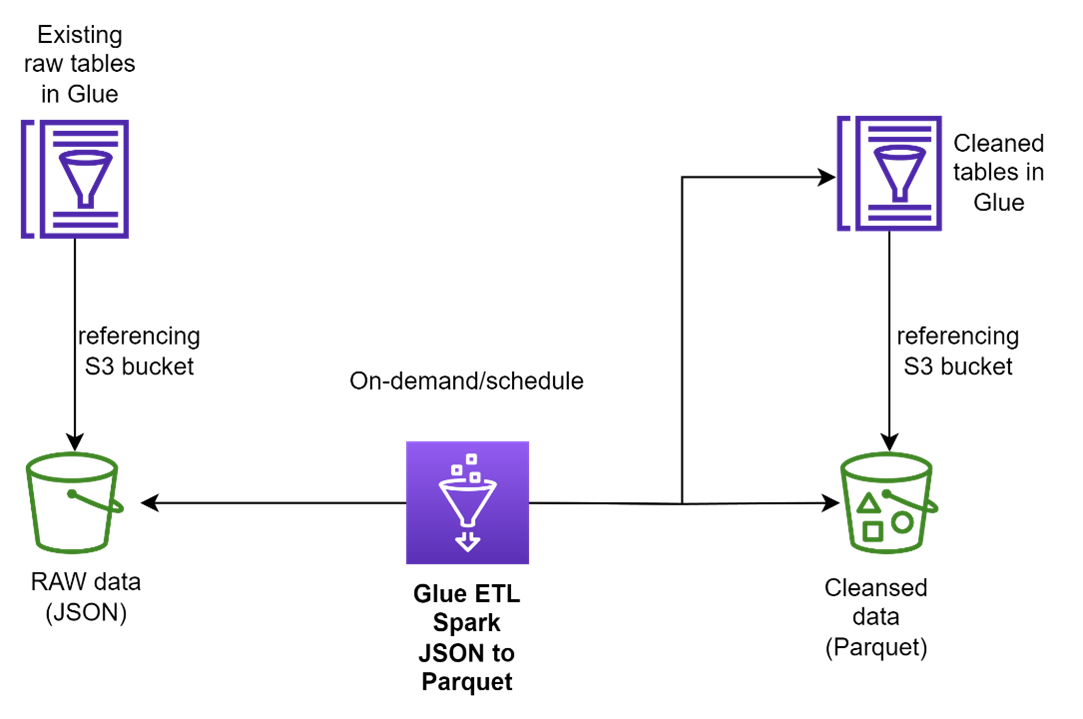 Existing
raw tables
in Glue
Cleaned
tables in
Glue
referencing
S3 bucket
referencing
S3 bucket
On-demand/schedule
RAW data
(JSON)
Glue ETL
Spark
JSON to
Parquet
Cleansed
data
(Parquet)